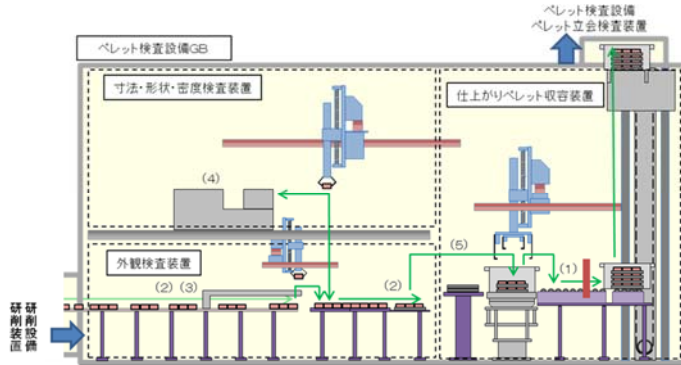 ペレット検査設備
ペレット立会検査装置
ペレット検査設備GB
寸法・形状・密度検査装置
仕上がりペレット収容装置
(4)
外観検査装置
(5)
(1)
(2) (3)
(2)
研削設備
研削装置